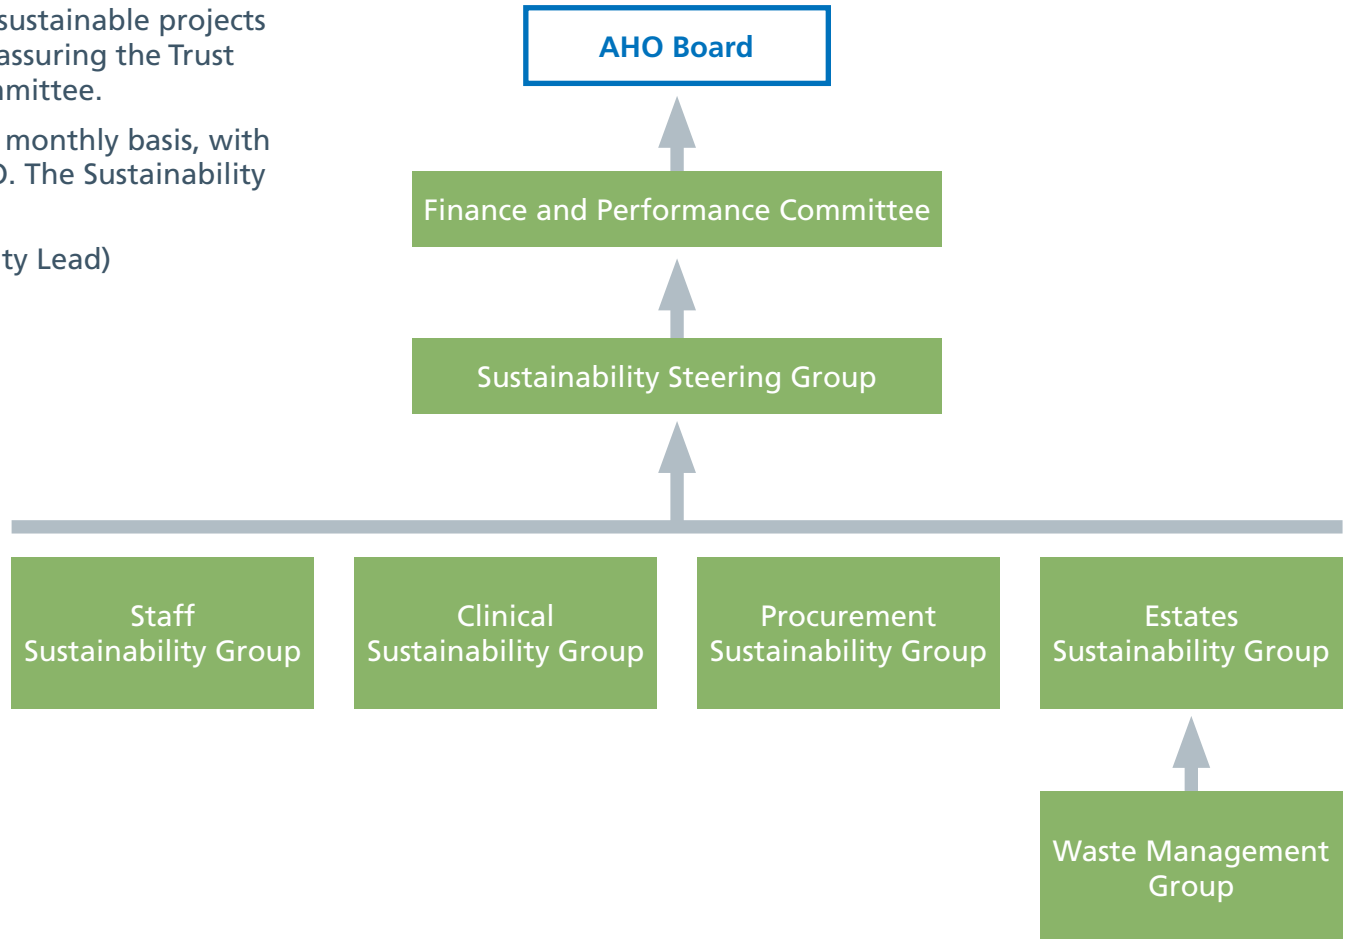 sustainable projects
assuring the Trust
mmittee.
monthly basis, with
. The Sustainability
ty Lead)
AHO Board
Finance and Performance Committee
Sustainability Steering Group
Staff
Sustainability Group
Clinical
Sustainability Group
Procurement
Sustainability Group
Estates
Sustainability Group
Waste Management
Group